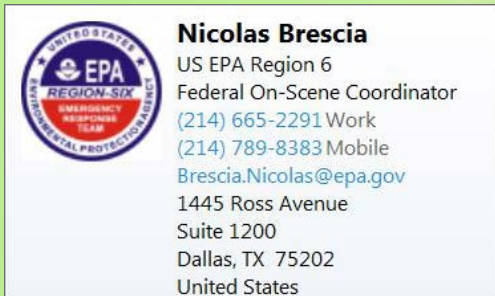 UNITED STATES
EPA
REGION-SIX
EMERGENCY
RESPONSE
TEAM
ENVIRONMENTAL PROTECTION AGENCY
Nicolas Brescia
US EPA Region 6
Federal On-Scene Coordinator
(214) 665-2291 Work
(214) 789-8383 Mobile
Brescia.Nicolas@epa.gov
1445 Ross Avenue
Suite 1200
Dallas, TX 75202
United States